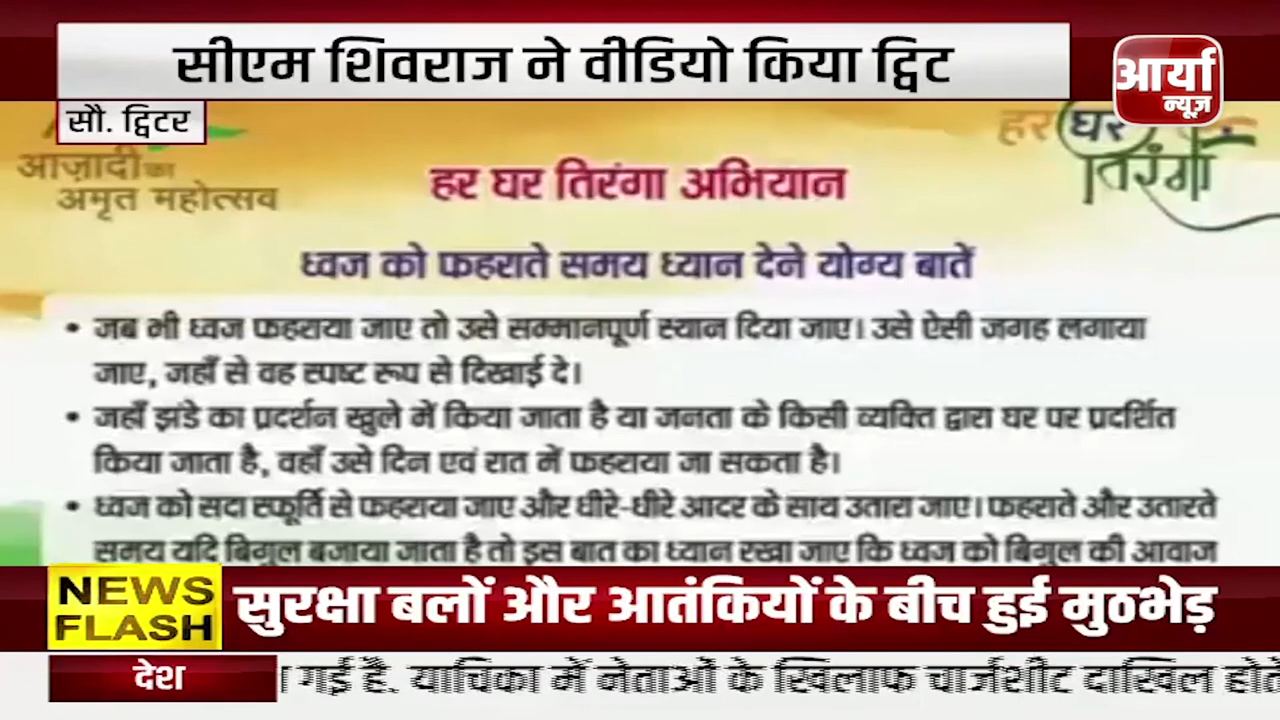 सीएम शिवराज ने वीडियो किया ट्विट
आर्या
न्यूज़
सौ. ट्विटर
आज़ादी का
अमृत महोत्सव
हर घर
तिरंगा
हर घर तिरंगा अभियान
ध्वज को फहराते समय ध्यान देने योग्य बातें
• जब भी ध्वज फहराया जाए तो उसे सम्मानपूर्ण स्थान दिया जाए। उसे ऐसी जगह लगाया
जाए, जहाँ से वह स्पष्ट रूप से दिखाई दे।
• जहाँ झंडे का प्रदर्शन खुले में किया जाता है या जनता के किसी व्यक्ति द्वारा घर पर प्रदर्शित
किया जाता है, वहाँ उसे दिन एवं रात में फहराया जा सकता है।
• ध्वज को सदा स्फूर्ति से फहराया जाए और धीरे-धीरे आदर के साथ उतारा जाए। फहराते और उतारते
समय यदि बिगुल बजाया जाता है तो इस बात का ध्यान रखा जाए कि ध्वज को बिगुल की आवाज
NEWS
FLASH
सुरक्षा बलों और आतंकियों के बीच हुई मुठभेड़
देश
गई है. याचिका में नेताओं के खिलाफ चार्जशीट दाखिल होते